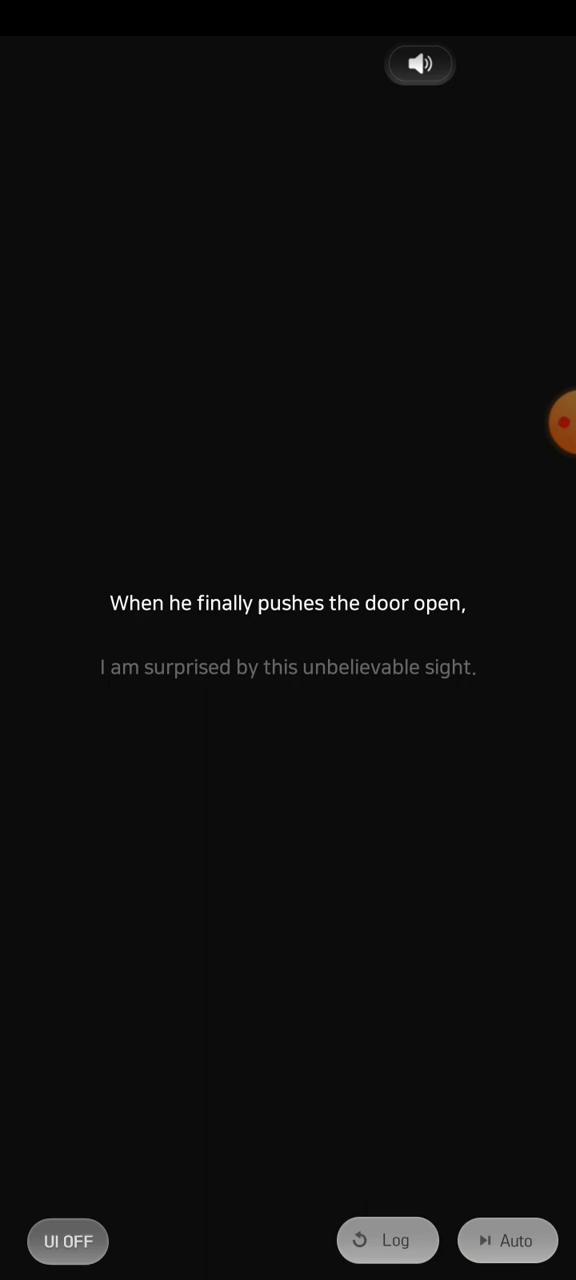 When he finally pushes the door open,
I am surprised by this unbelievable sight.
UI OFF
Log
Auto